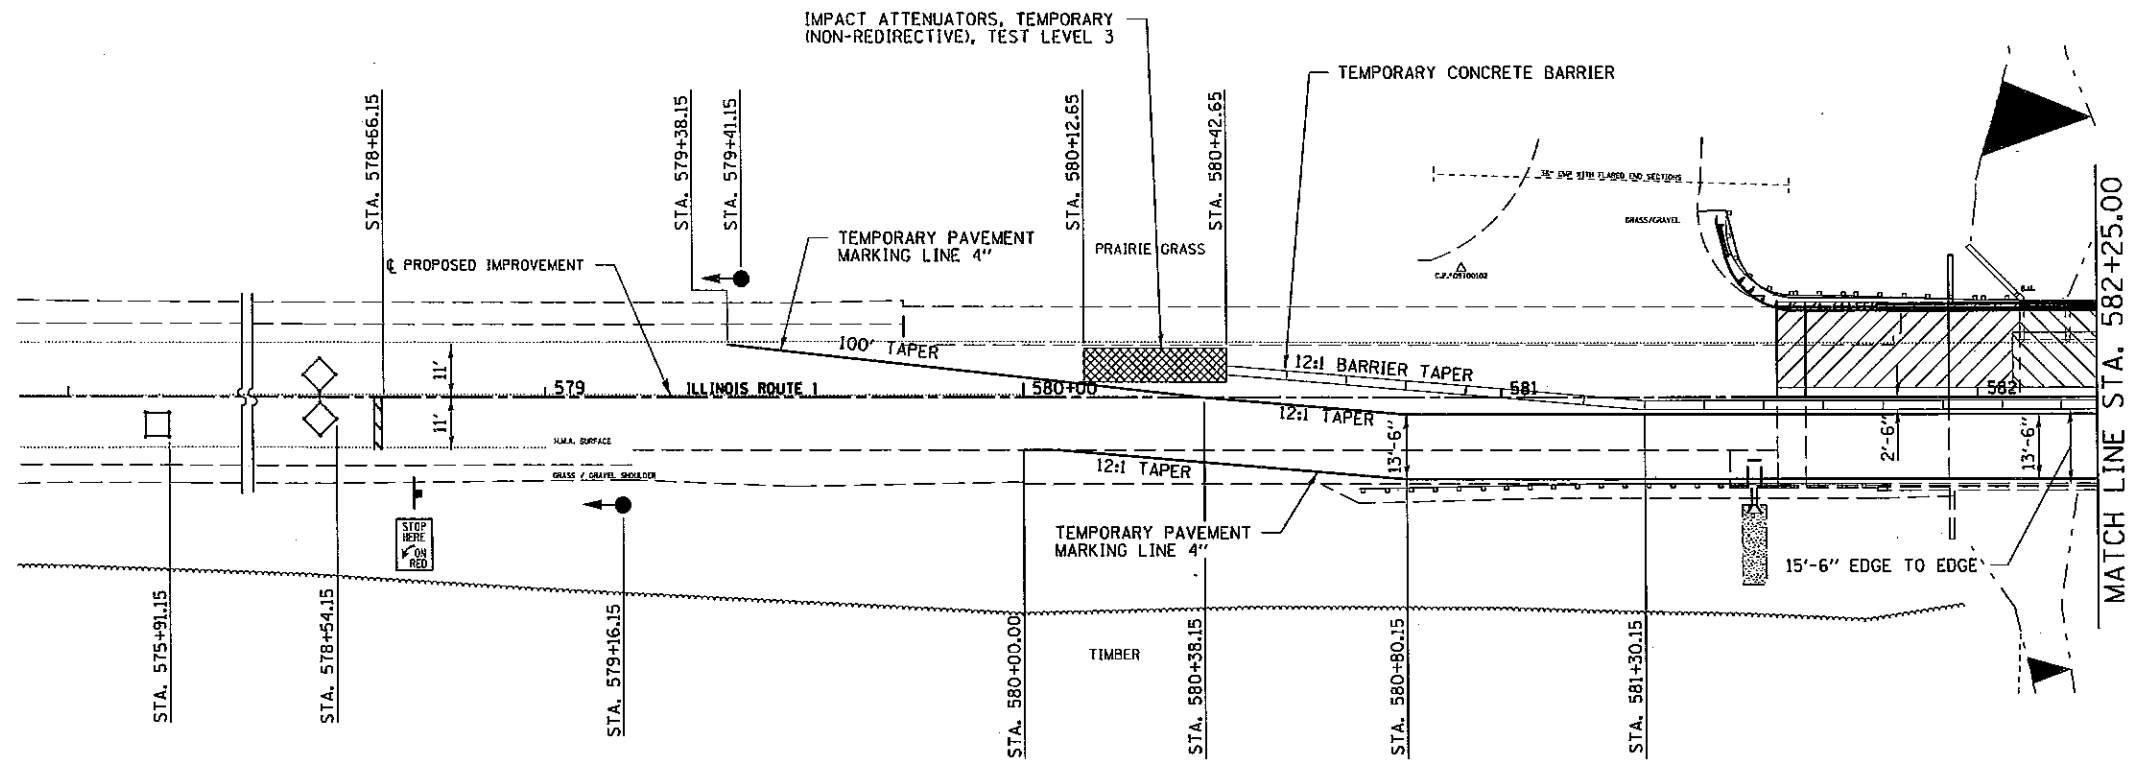 IMPACT ATTENUATORS, TEMPORARY
(NON-REDIRECTIVE), TEST LEVEL 3
TEMPORARY CONCRETE BARRIER
STA. 578+66.15
STA. 579+38.15
STA. 579+41.15
STA. 580+12.65
STA. 580+42.65
36" CMP WITH FLARED END SECTIONS
GRASS/GRAVEL
TEMPORARY PAVEMENT
MARKING LINE 4"
PRAIRIE GRASS
℄ PROPOSED IMPROVEMENT
100' TAPER
12:1 BARRIER TAPER
11'
579
ILLINOIS ROUTE 1
580+00
581
582
11'
12:1 TAPER
H.M.A. SURFACE
GRASS / GRAVEL SHOULDER
12:1 TAPER
13'-6"
2'-6"
13'-6"
STOP
HERE
ON
RED
TEMPORARY PAVEMENT
MARKING LINE 4"
15'-6" EDGE TO EDGE
MATCH LINE STA. 582+25.00
STA. 575+91.15
STA. 578+54.15
STA. 579+16.15
STA. 580+00.00
STA. 580+38.15
STA. 580+80.15
STA. 581+30.15
TIMBER